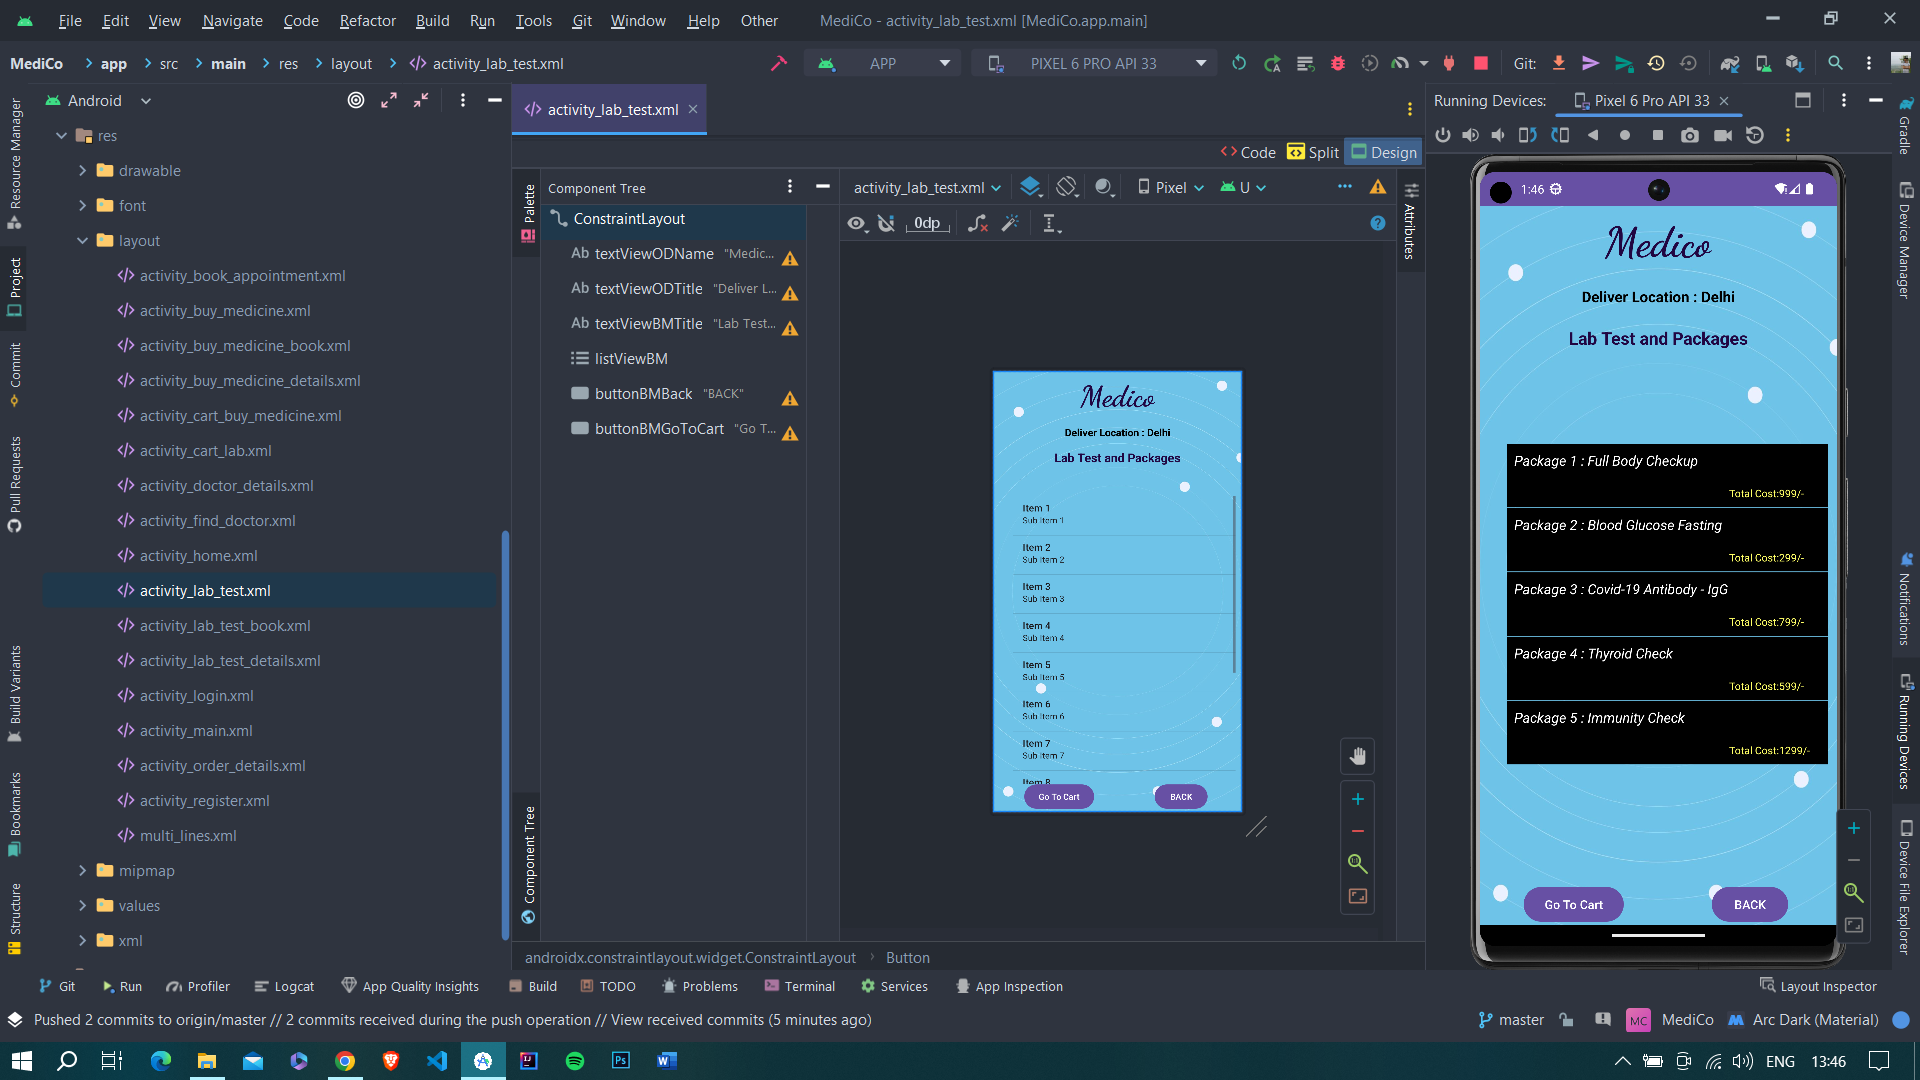 File Edit View Navigate Code Refactor Build Run Tools Git Window Help Other MediCo - activity_lab_test.xml [MediCo.app.main]
MediCo app src main res layout activity_lab_test.xml APP PIXEL 6 PRO API 33 Git:
Android
res
drawable
font
layout
activity_book_appointment.xml
activity_buy_medicine.xml
activity_buy_medicine_book.xml
activity_buy_medicine_details.xml
activity_cart_buy_medicine.xml
activity_cart_lab.xml
activity_doctor_details.xml
activity_find_doctor.xml
activity_home.xml
activity_lab_test.xml
activity_lab_test_book.xml
activity_lab_test_details.xml
activity_login.xml
activity_main.xml
activity_order_details.xml
activity_register.xml
multi_lines.xml
mipmap
values
xml
Resource Manager
Project
Commit
Pull Requests
Build Variants
Bookmarks
Structure
activity_lab_test.xml
Code Split Design
Palette
Component Tree
Component Tree
ConstraintLayout
Ab textViewODName "Medic...
Ab textViewODTitle "Deliver L...
Ab textViewBMTitle "Lab Test...
listViewBM
buttonBMBack "BACK"
buttonBMGoToCart "Go T...
activity_lab_test.xml Pixel U
0dp
Attributes
Medico
Deliver Location : Delhi
Lab Test and Packages
Item 1
Sub Item 1
Item 2
Sub Item 2
Item 3
Sub Item 3
Item 4
Sub Item 4
Item 5
Sub Item 5
Item 6
Sub Item 6
Item 7
Sub Item 7
Item 8
Go To Cart BACK
androidx.constraintlayout.widget.ConstraintLayout Button
Running Devices: Pixel 6 Pro API 33
1:46
Medico
Deliver Location : Delhi
Lab Test and Packages
Package 1 : Full Body Checkup
Total Cost:999/-
Package 2 : Blood Glucose Fasting
Total Cost:299/-
Package 3 : Covid-19 Antibody - IgG
Total Cost:799/-
Package 4 : Thyroid Check
Total Cost:599/-
Package 5 : Immunity Check
Total Cost:1299/-
Go To Cart BACK
Gradle
Device Manager
Notifications
Running Devices
Device File Explorer
Git Run Profiler Logcat App Quality Insights Build TODO Problems Terminal Services App Inspection Layout Inspector
Pushed 2 commits to origin/master // 2 commits received during the push operation // View received commits (5 minutes ago) master MC MediCo Arc Dark (Material)
ENG 13:46